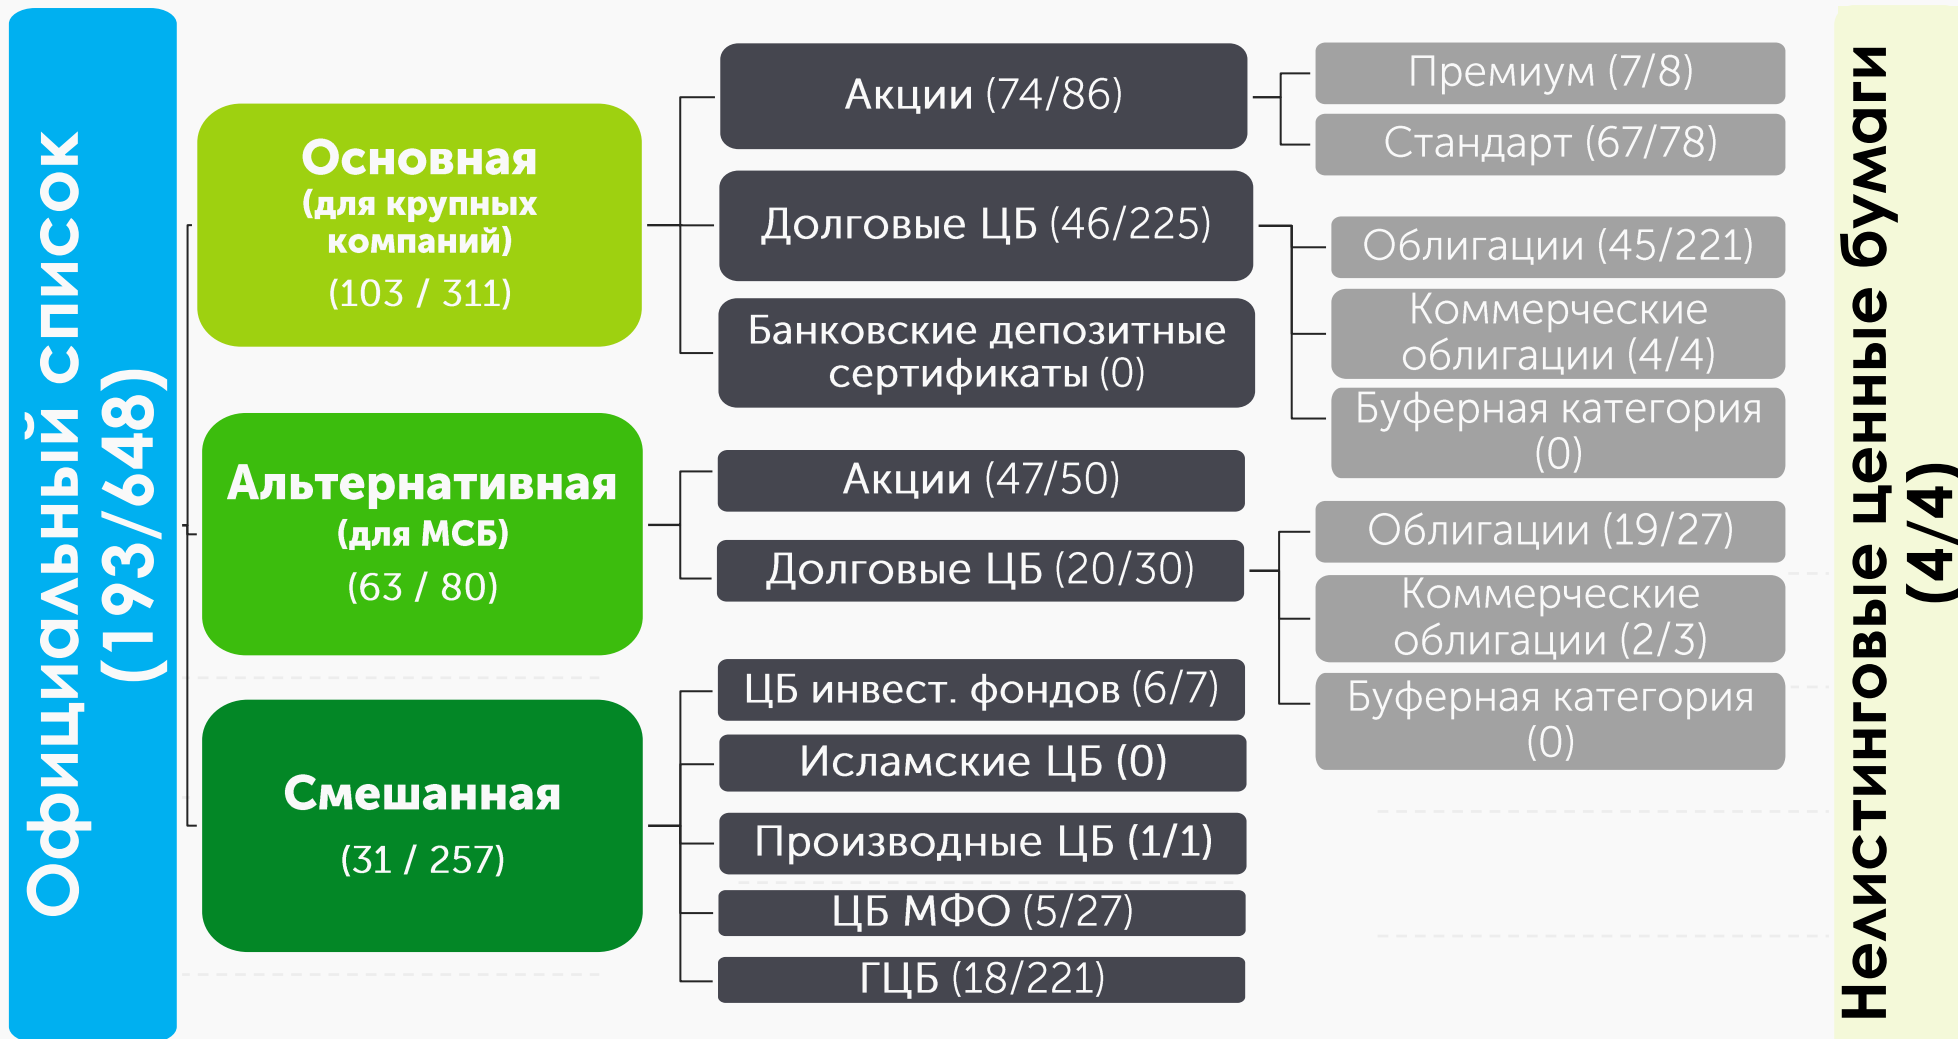 Официальный список
(193/648)
Основная
(для крупных
компаний)
(103 / 311)
Акции (74/86)
Премиум (7/8)
Стандарт (67/78)
Долговые ЦБ (46/225)
Облигации (45/221)
Коммерческие
облигации (4/4)
Буферная категория
(0)
Банковские депозитные
сертификаты (0)
Альтернативная
(для МСБ)
(63 / 80)
Акции (47/50)
Долговые ЦБ (20/30)
Облигации (19/27)
Коммерческие
облигации (2/3)
Буферная категория
(0)
Смешанная
(31 / 257)
ЦБ инвест. фондов (6/7)
Исламские ЦБ (0)
Производные ЦБ (1/1)
ЦБ МФО (5/27)
ГЦБ (18/221)
Нелистинговые ценные бумаги
(4/4)